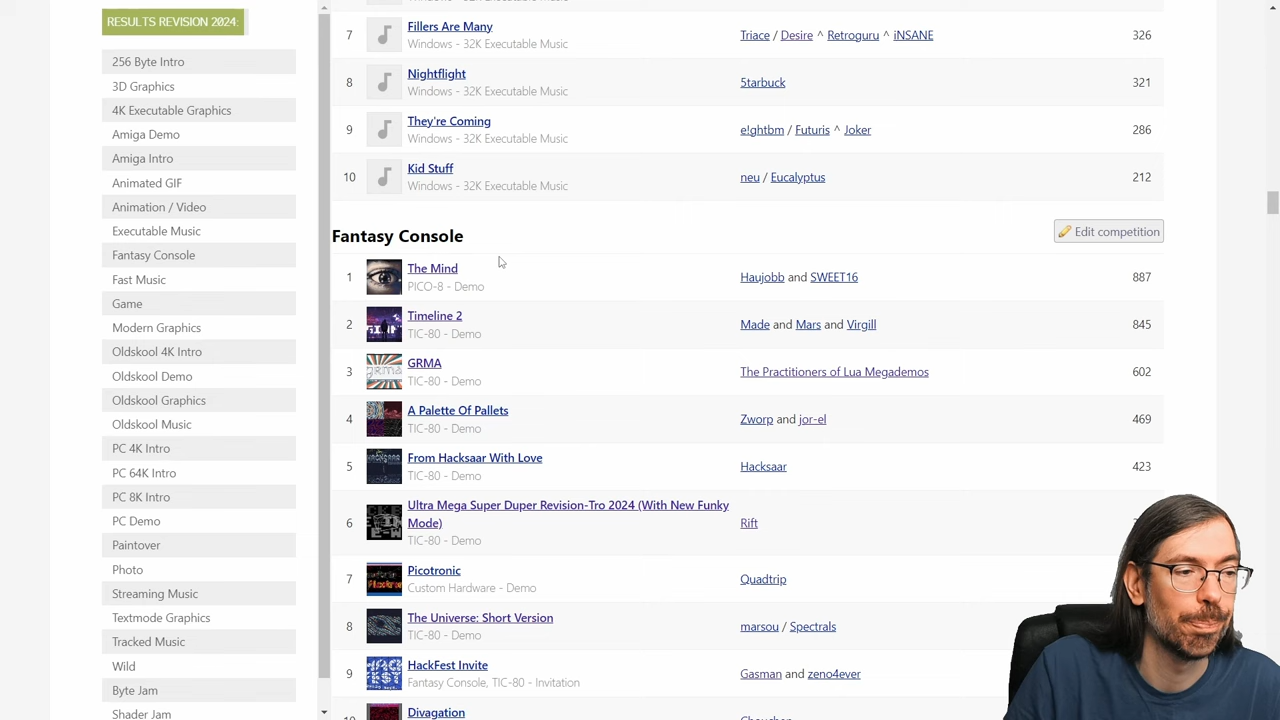 RESULTS REVISION 2024:
256 Byte Intro
3D Graphics
4K Executable Graphics
Amiga Demo
Amiga Intro
Animated GIF
Animation / Video
Executable Music
Fantasy Console
Fast Music
Game
Modern Graphics
Oldskool 4K Intro
Oldskool Demo
Oldskool Graphics
Oldskool Music
PC 4K Intro
PC 64K Intro
PC 8K Intro
PC Demo
Paintover
Photo
Streaming Music
Textmode Graphics
Tracked Music
Wild
Byte Jam
Shader Jam
7 Fillers Are Many Triace / Desire ^ Retroguru ^ iNSANE 326
Windows - 32K Executable Music
8 Nightflight 5tarbuck 321
Windows - 32K Executable Music
9 They're Coming e!ghtbm / Futuris ^ Joker 286
Windows - 32K Executable Music
10 Kid Stuff neu / Eucalyptus 212
Windows - 32K Executable Music
Fantasy Console Edit competition
1 The Mind Haujobb and SWEET16 887
PICO-8 - Demo
2 Timeline 2 Made and Mars and Virgill 845
TIC-80 - Demo
3 GRMA The Practitioners of Lua Megademos 602
TIC-80 - Demo
4 A Palette Of Pallets Zworp and jor-el 469
TIC-80 - Demo
5 From Hacksaar With Love Hacksaar 423
TIC-80 - Demo
6 Ultra Mega Super Duper Revision-Tro 2024 (With New Funky
Mode) Rift
TIC-80 - Demo
7 Picotronic Quadtrip
Custom Hardware - Demo
8 The Universe: Short Version marsou / Spectrals
TIC-80 - Demo
9 HackFest Invite Gasman and zeno4ever
Fantasy Console, TIC-80 - Invitation
Divagation